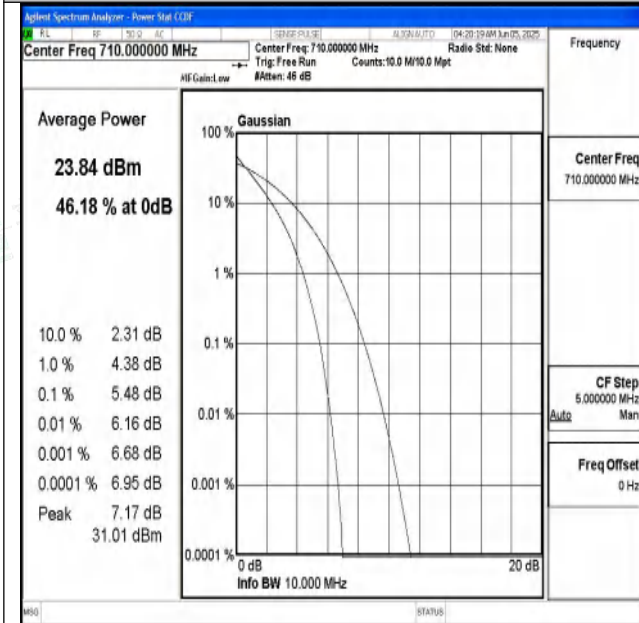 Agilent Spectrum Analyzer - Power Stat CCDF
RL RF 50 Ω AC SENSE:PULSE ALIGN AUTO 04:20:19 AM Jun 05, 2025
Center Freq 710.000000 MHz
Center Freq: 710.000000 MHz Radio Std: None
Trig: Free Run Counts:10.0 M/10.0 Mpt
#IFGain:Low #Atten: 46 dB
Frequency
Average Power
23.84 dBm
46.18 % at 0dB
10.0 % 2.31 dB
1.0 % 4.38 dB
0.1 % 5.48 dB
0.01 % 6.16 dB
0.001 % 6.68 dB
0.0001 % 6.95 dB
Peak 7.17 dB
31.01 dBm
Gaussian
100 %
10 %
1 %
0.1 %
0.01 %
0.001 %
0.0001 %
0 dB 20 dB
Info BW 10.000 MHz
Center Freq
710.000000 MHz
CF Step
5.000000 MHz
Auto Man
Freq Offset
0 Hz
MSG STATUS